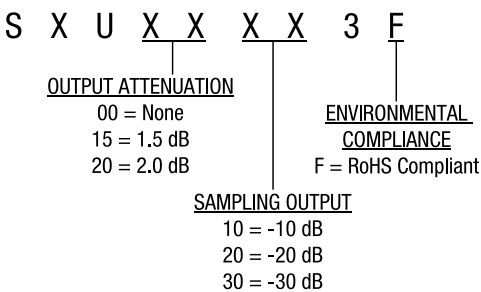 S X U X X X X 3 F
OUTPUT ATTENUATION
00 = None
15 = 1.5 dB
20 = 2.0 dB
ENVIRONMENTAL
COMPLIANCE
F = RoHS Compliant
SAMPLING OUTPUT
10 = -10 dB
20 = -20 dB
30 = -30 dB